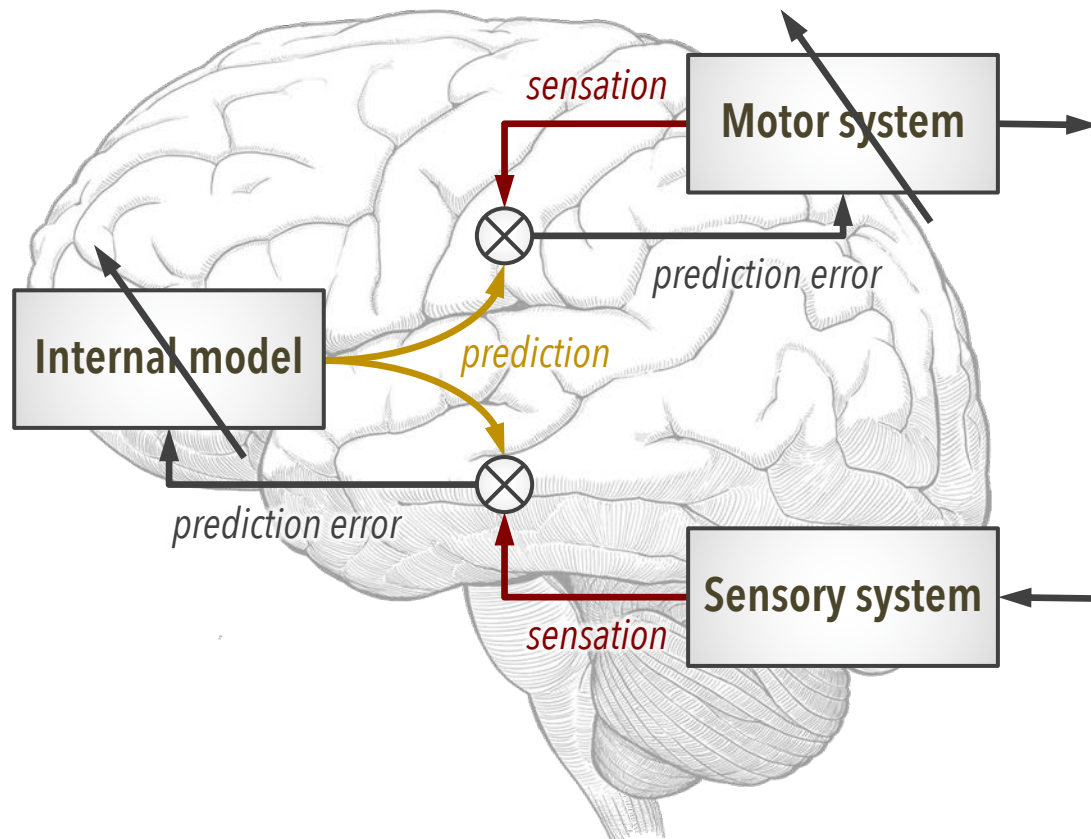 sensation
Motor system
prediction error
Internal model
prediction
prediction error
Sensory system
sensation